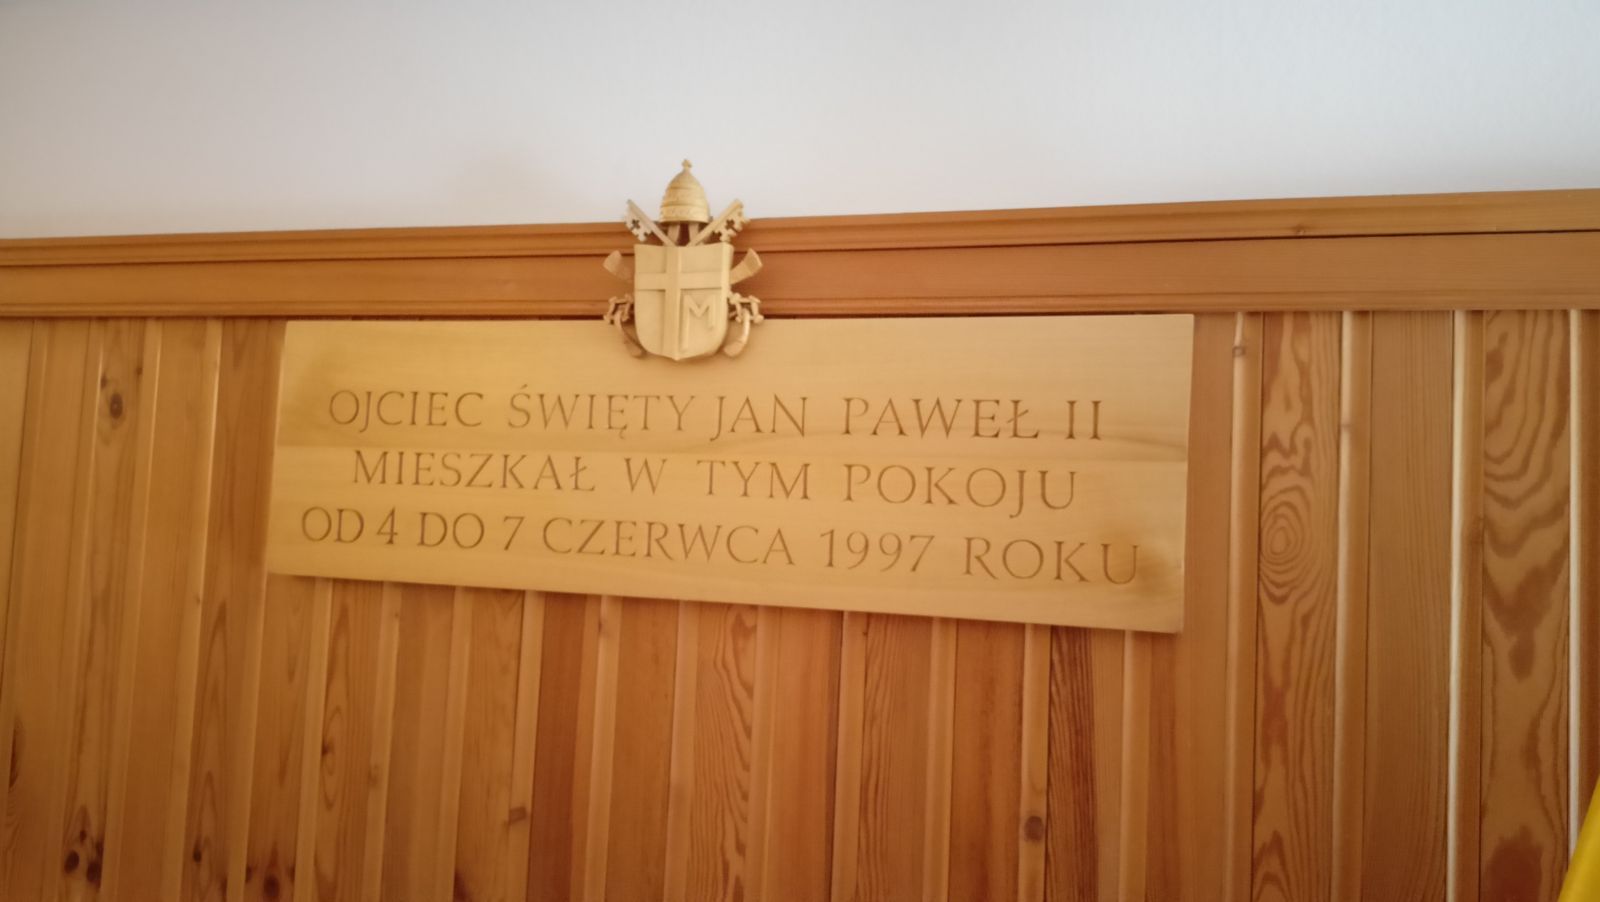 M
OJCIEC ŚWIĘTY JAN PAWEŁ II
MIESZKAŁ W TYM POKOJU
OD 4 DO 7 CZERWCA 1997 ROKU